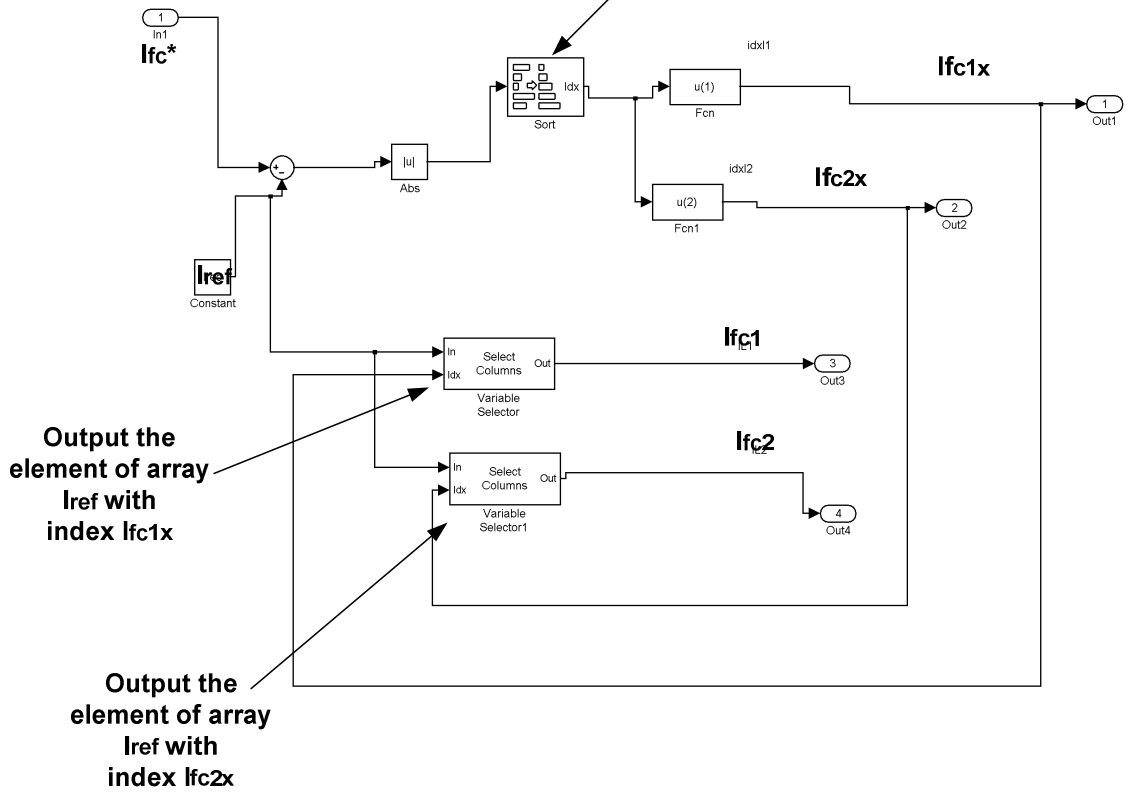 1
In1
Ifc*
Idx
Sort
idxI1
u(1)
Fcn
Ifc1x
1
Out1
+
−
|u|
Abs
idxI2
u(2)
Fcn1
Ifc2x
2
Out2
Iref
Constant
In
Idx
Select
Columns
Out
Variable
Selector
Ifc1
3
Out3
Output the
element of array
Iref with
index Ifc1x
In
Idx
Select
Columns
Out
Variable
Selector1
Ifc2
4
Out4
Output the
element of array
Iref with
index Ifc2x